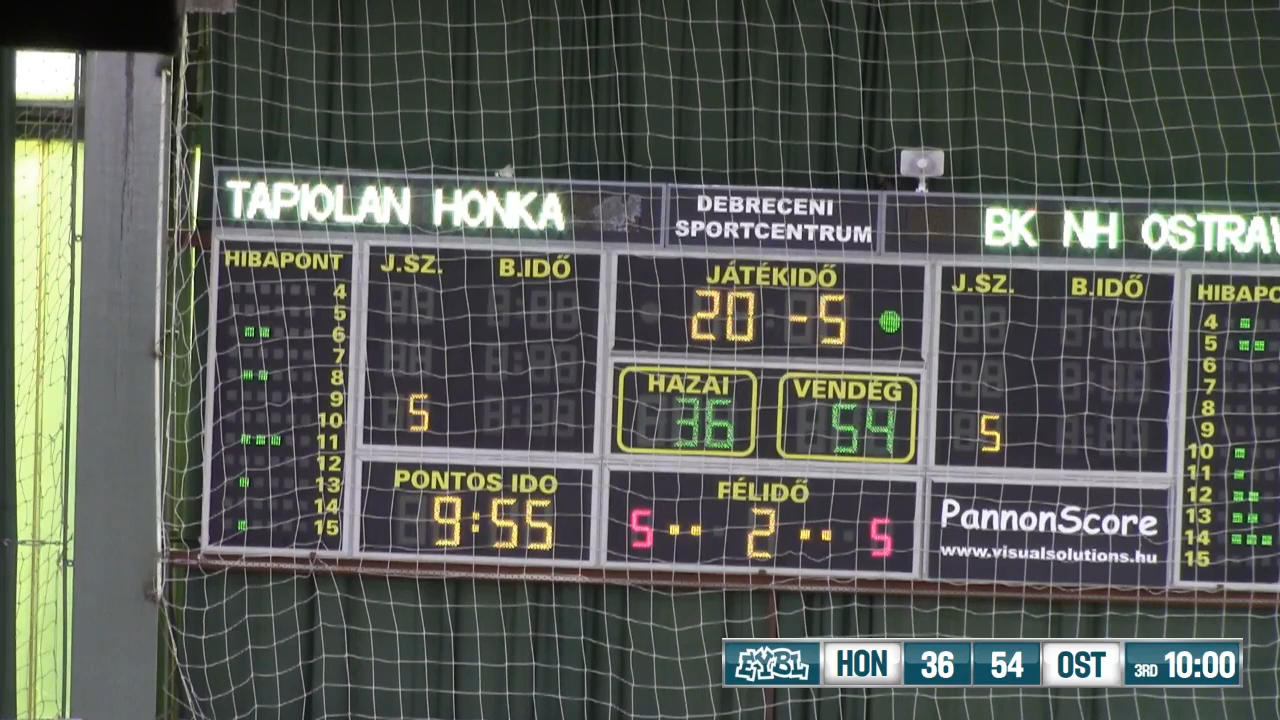 TAPIOLAN HONKA
DEBRECENI
SPORTCENTRUM
BK NH OSTRAV
HIBAPONT
4
5
6
7
8
9
10
11
12
13
14
15
J.SZ. B.IDŐ
5
JÁTÉKIDŐ
20 -5
HAZAI
36
VENDÉG
54
PONTOS IDO
9:55
FÉLIDŐ
5 2 5
J.SZ. B.IDŐ
5
PannonScore
www.visualsolutions.hu
HIBAPO
4
5
6
7
8
9
10
11
12
13
14
15
EYBL HON 36 54 OST 3RD 10:00